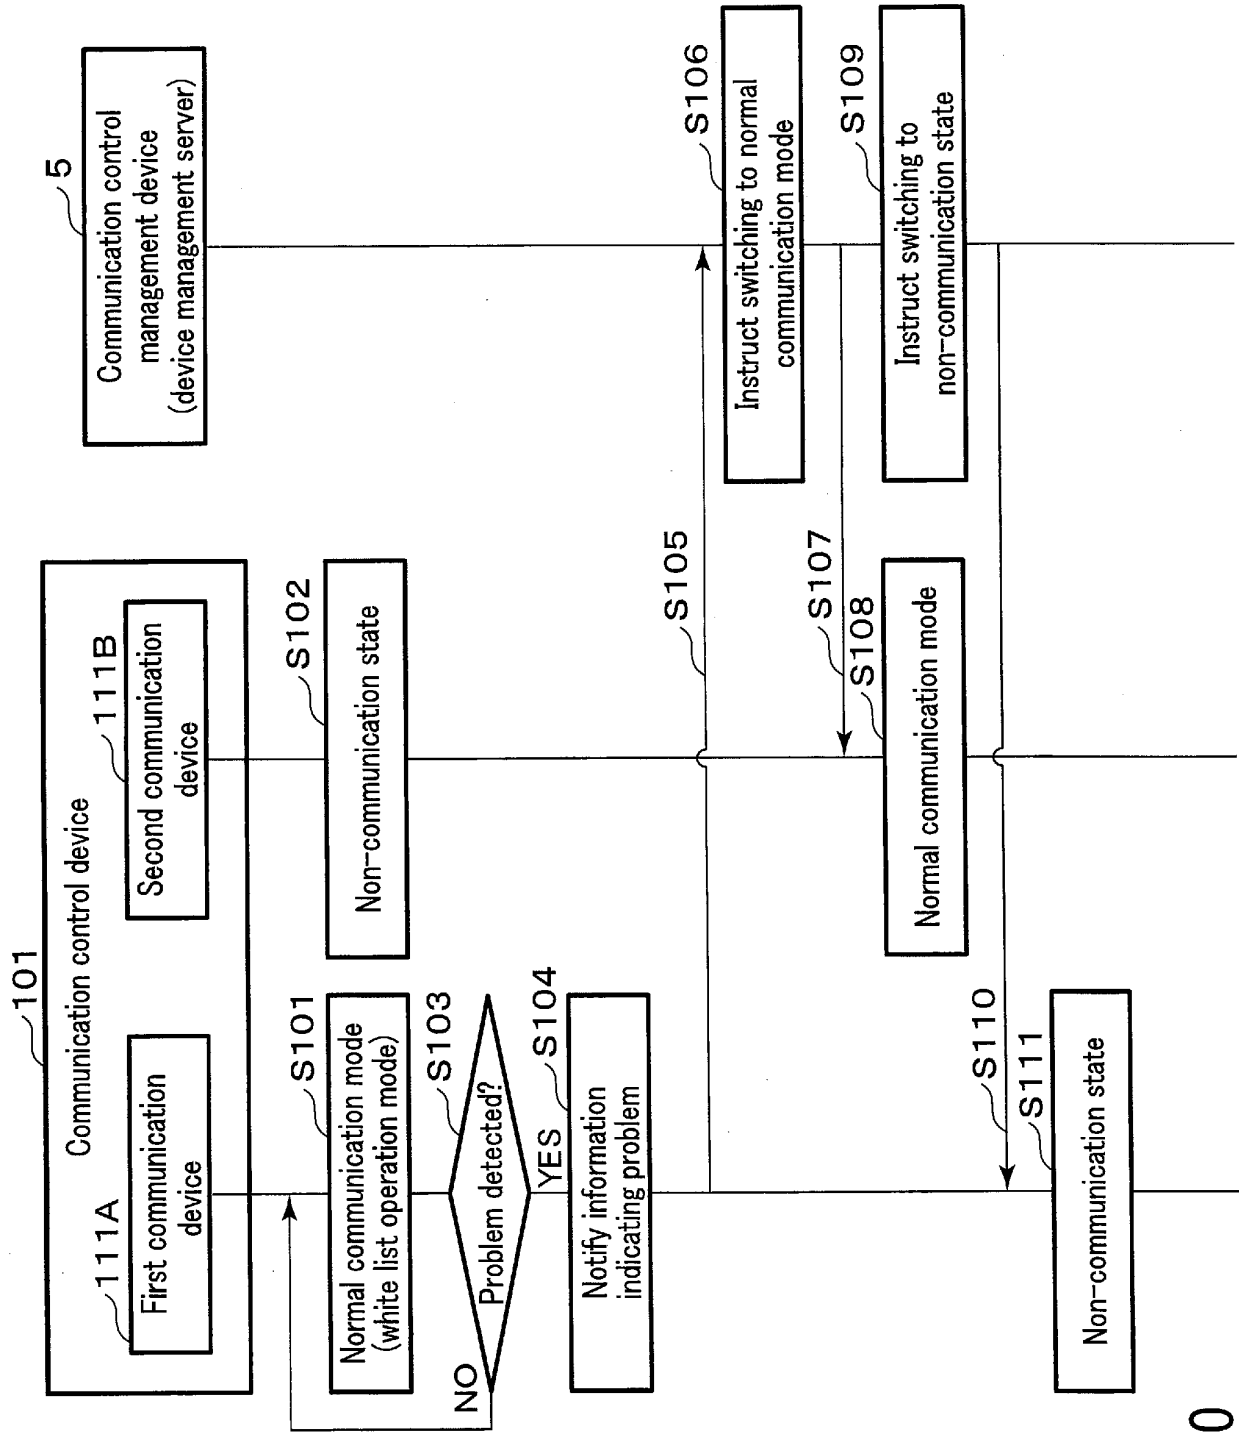 101
Communication control device
111A
First communication
device
111B
Second communication
device
5
Communication control
management device
(device management server)
S101
Normal communication mode
(white list operation mode)
S102
Non-communication state
S103
Problem detected?
NO
YES
S104
Notify information
indicating problem
S105
S106
Instruct switching to normal
communication mode
S107
S108
Normal communication mode
S109
Instruct switching to
non-communication state
S110
S111
Non-communication state
0